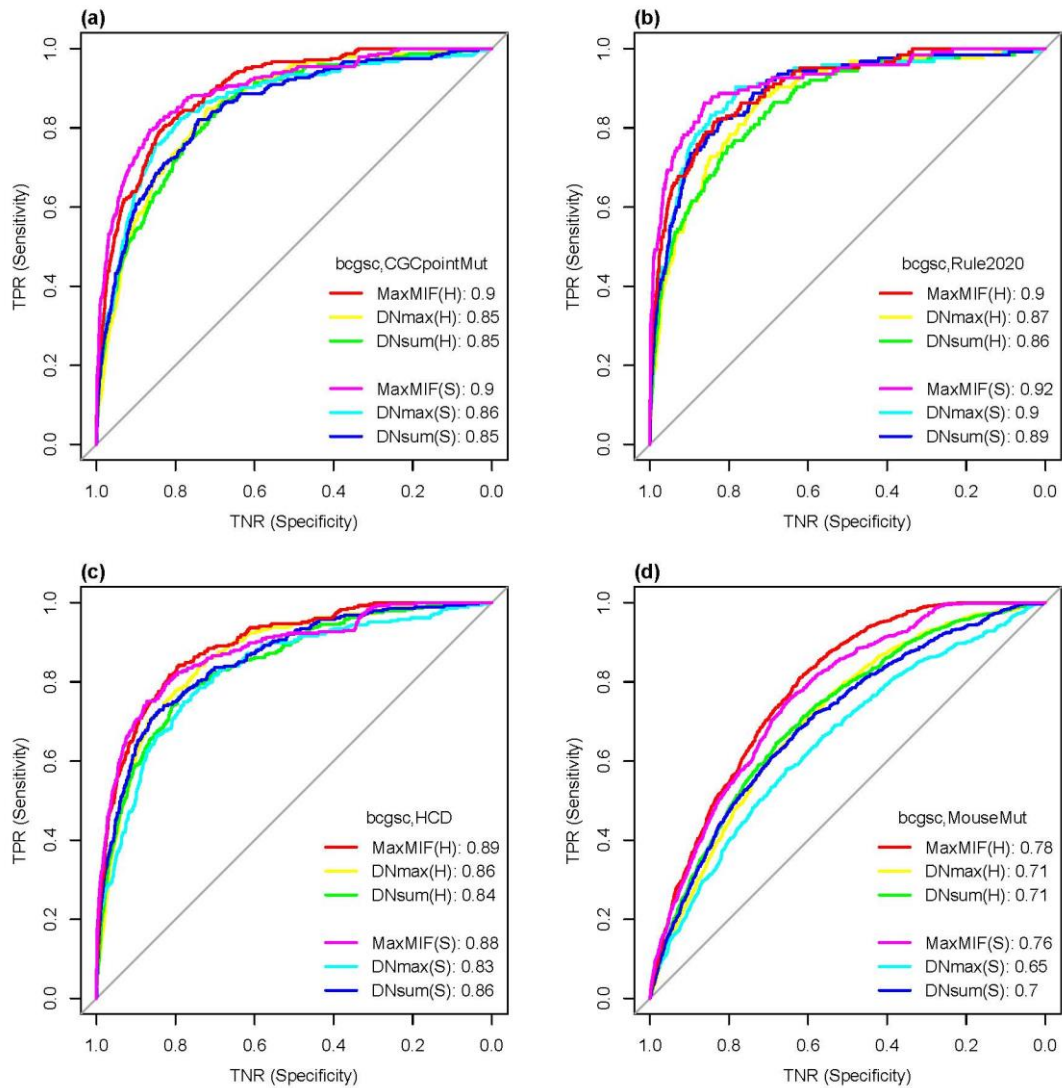 (a)
TPR (Sensitivity)
1.0
0.8
0.6
0.4
0.2
0.0
bcgsc,CGCpointMut
MaxMIF(H): 0.9
DNmax(H): 0.85
DNsum(H): 0.85
MaxMIF(S): 0.9
DNmax(S): 0.86
DNsum(S): 0.85
1.0 0.8 0.6 0.4 0.2 0.0
TNR (Specificity)
(b)
TPR (Sensitivity)
1.0
0.8
0.6
0.4
0.2
0.0
bcgsc,Rule2020
MaxMIF(H): 0.9
DNmax(H): 0.87
DNsum(H): 0.86
MaxMIF(S): 0.92
DNmax(S): 0.9
DNsum(S): 0.89
1.0 0.8 0.6 0.4 0.2 0.0
TNR (Specificity)
(c)
TPR (Sensitivity)
1.0
0.8
0.6
0.4
0.2
0.0
bcgsc,HCD
MaxMIF(H): 0.89
DNmax(H): 0.86
DNsum(H): 0.84
MaxMIF(S): 0.88
DNmax(S): 0.83
DNsum(S): 0.86
1.0 0.8 0.6 0.4 0.2 0.0
TNR (Specificity)
(d)
TPR (Sensitivity)
1.0
0.8
0.6
0.4
0.2
0.0
bcgsc,MouseMut
MaxMIF(H): 0.78
DNmax(H): 0.71
DNsum(H): 0.71
MaxMIF(S): 0.76
DNmax(S): 0.65
DNsum(S): 0.7
1.0 0.8 0.6 0.4 0.2 0.0
TNR (Specificity)